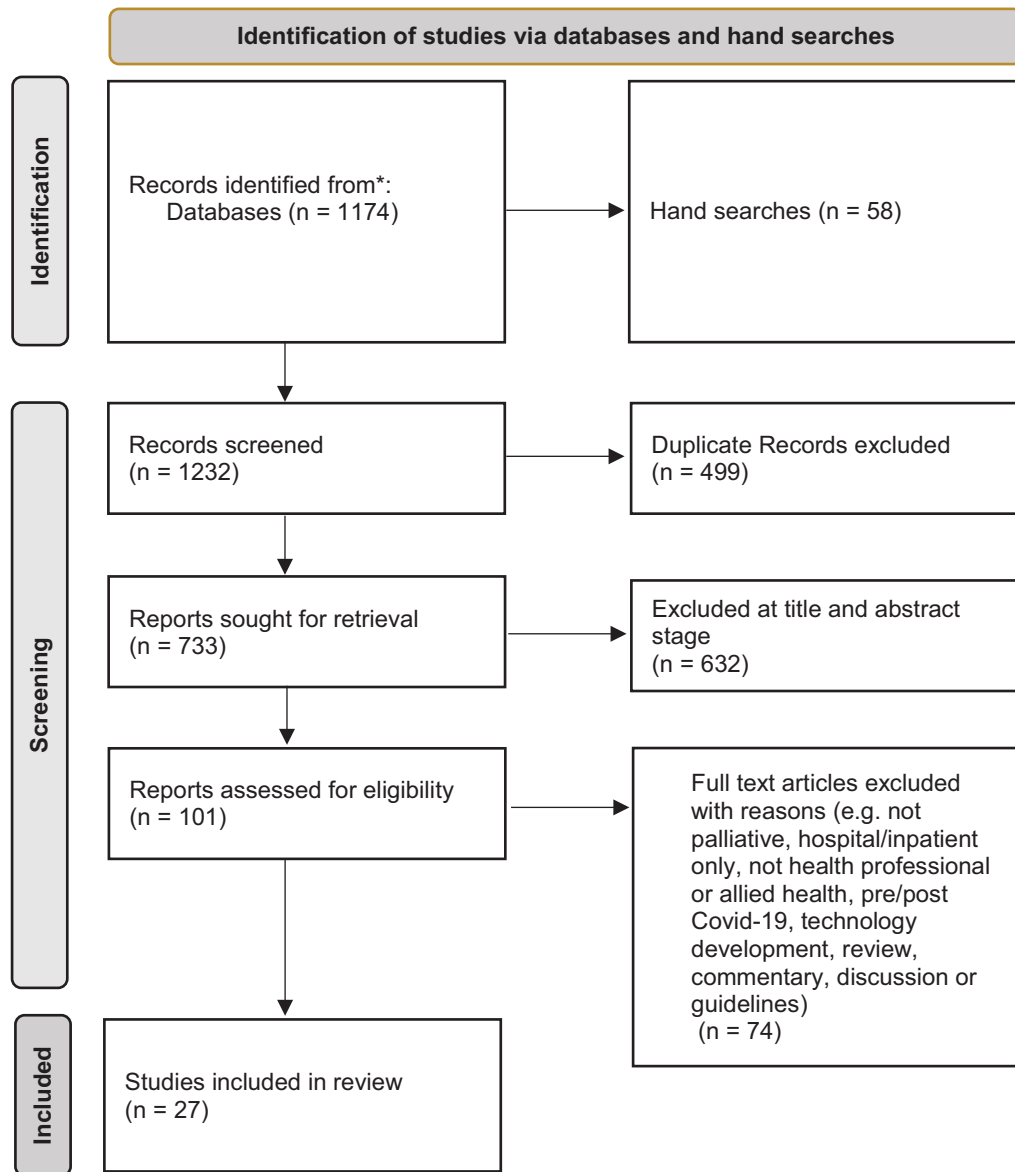 Identification of studies via databases and hand searches
Identification
Records identified from*:
Databases (n = 1174)
Hand searches (n = 58)
Screening
Records screened
(n = 1232)
Duplicate Records excluded
(n = 499)
Reports sought for retrieval
(n = 733)
Excluded at title and abstract
stage
(n = 632)
Reports assessed for eligibility
(n = 101)
Full text articles excluded
with reasons (e.g. not
palliative, hospital/inpatient
only, not health professional
or allied health, pre/post
Covid-19, technology
development, review,
commentary, discussion or
guidelines)
(n = 74)
Included
Studies included in review
(n = 27)